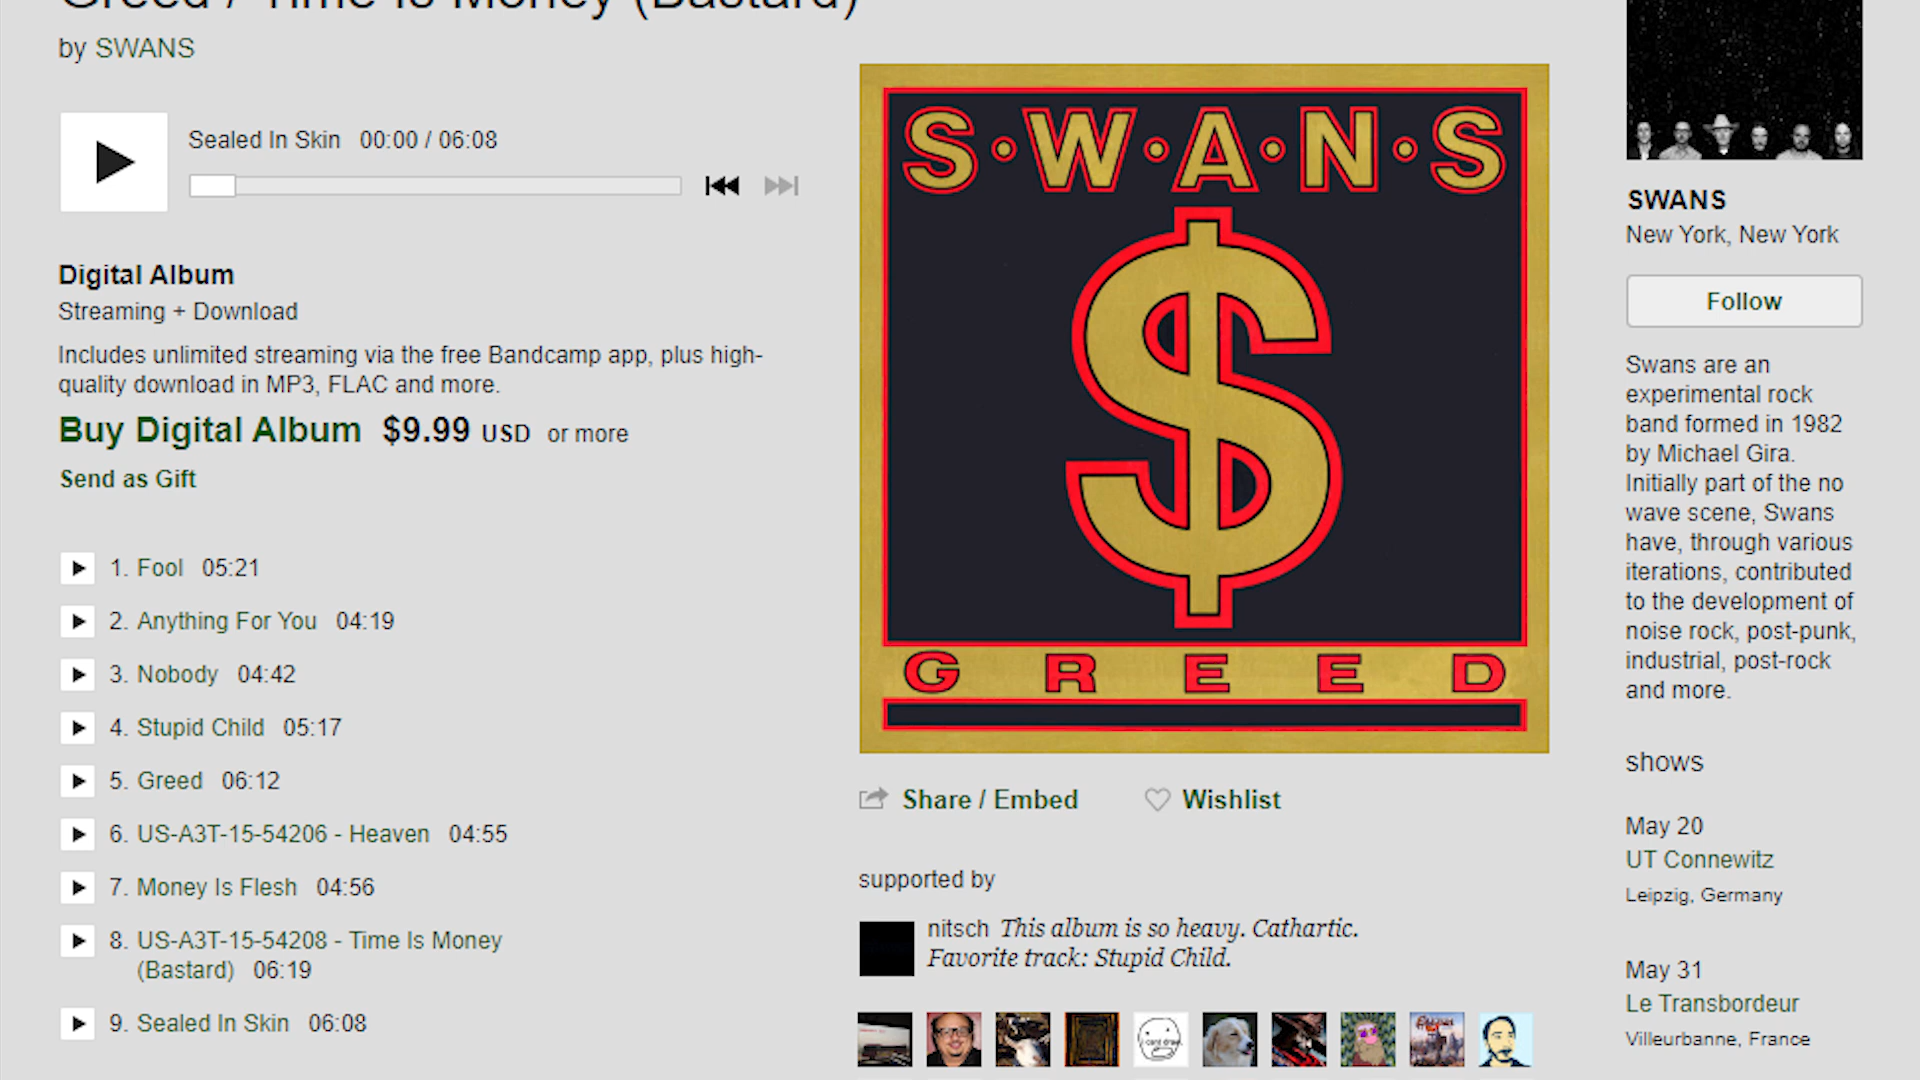 Greed / Time Is Money (Bastard)
by SWANS
Sealed In Skin 00:00 / 06:08
Digital Album
Streaming + Download
Includes unlimited streaming via the free Bandcamp app, plus high-
quality download in MP3, FLAC and more.
Buy Digital Album $9.99 USD or more
Send as Gift
1. Fool 05:21
2. Anything For You 04:19
3. Nobody 04:42
4. Stupid Child 05:17
5. Greed 06:12
6. US-A3T-15-54206 - Heaven 04:55
7. Money Is Flesh 04:56
8. US-A3T-15-54208 - Time Is Money
(Bastard) 06:19
9. Sealed In Skin 06:08
S·W·A·N·S
$
GREED
Share / Embed
Wishlist
supported by
nitsch This album is so heavy. Cathartic.
Favorite track: Stupid Child.
SWANS
New York, New York
Follow
Swans are an
experimental rock
band formed in 1982
by Michael Gira.
Initially part of the no
wave scene, Swans
have, through various
iterations, contributed
to the development of
noise rock, post-punk,
industrial, post-rock
and more.
shows
May 20
UT Connewitz
Leipzig, Germany
May 31
Le Transbordeur
Villeurbanne, France